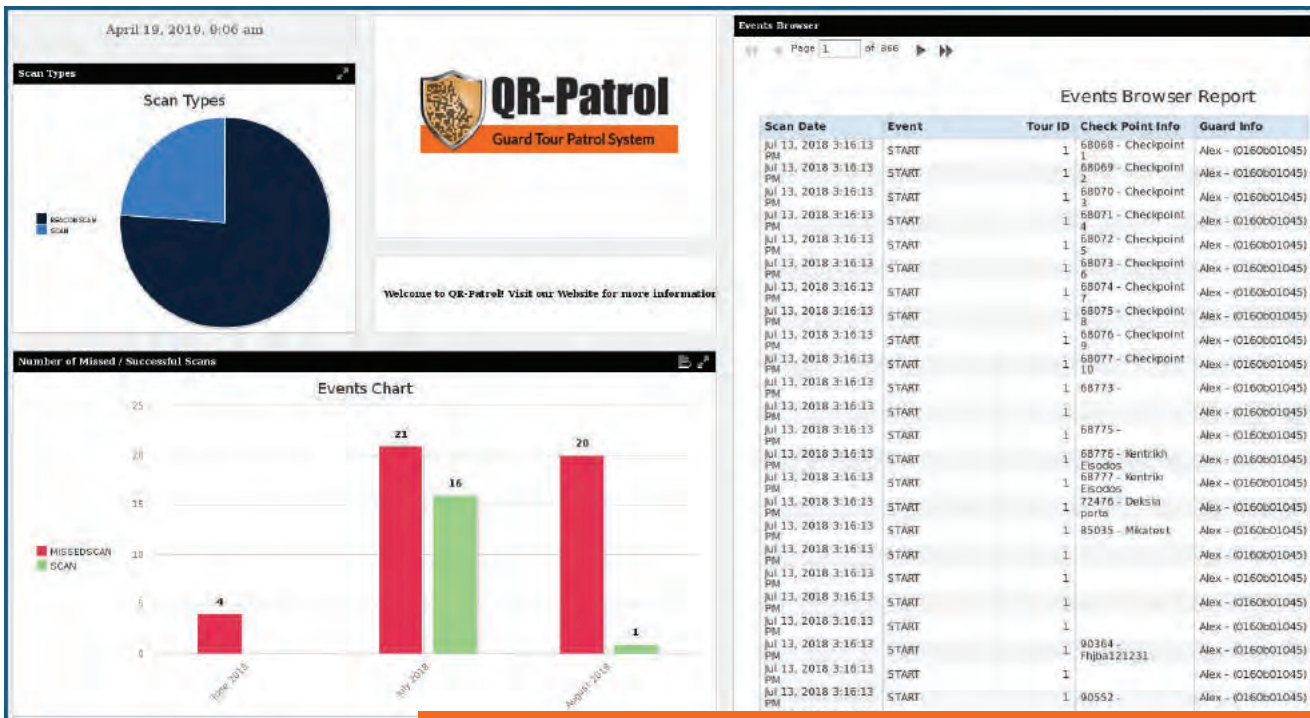 April 19, 2019, 9:06 am
Scan Types
Scan Types
BEACONSCAN
SCAN
QR-Patrol
Guard Tour Patrol System
Welcome to QR-Patrol! Visit our Website for more information
Number of Missed / Successful Scans
Events Chart
25
20
15
10
5
0
21
20
16
4
1
MISSEDSCAN
SCAN
June 2018
July 2018
August 2018
Events Browser
Page 1 of 866
Events Browser Report
Scan Date Event Tour ID Check Point Info Guard Info
Jul 13, 2018 3:16:13 PM START 1 68068 - Checkpoint 1 Alex - (0160b01045)
Jul 13, 2018 3:16:13 PM START 1 68069 - Checkpoint 2 Alex - (0160b01045)
Jul 13, 2018 3:16:13 PM START 1 68070 - Checkpoint 3 Alex - (0160b01045)
Jul 13, 2018 3:16:13 PM START 1 68071 - Checkpoint 4 Alex - (0160b01045)
Jul 13, 2018 3:16:13 PM START 1 68072 - Checkpoint 5 Alex - (0160b01045)
Jul 13, 2018 3:16:13 PM START 1 68073 - Checkpoint 6 Alex - (0160b01045)
Jul 13, 2018 3:16:13 PM START 1 68074 - Checkpoint 7 Alex - (0160b01045)
Jul 13, 2018 3:16:13 PM START 1 68075 - Checkpoint 8 Alex - (0160b01045)
Jul 13, 2018 3:16:13 PM START 1 68076 - Checkpoint 9 Alex - (0160b01045)
Jul 13, 2018 3:16:13 PM START 1 68077 - Checkpoint 10 Alex - (0160b01045)
Jul 13, 2018 3:16:13 PM START 1 68773 - Alex - (0160b01045)
Jul 13, 2018 3:16:13 PM START 1 Alex - (0160b01045)
Jul 13, 2018 3:16:13 PM START 1 68775 - Alex - (0160b01045)
Jul 13, 2018 3:16:13 PM START 1 68776 - Kentrikh Eisodos Alex - (0160b01045)
Jul 13, 2018 3:16:13 PM START 1 68777 - Kentriki Eisodos Alex - (0160b01045)
Jul 13, 2018 3:16:13 PM START 1 72476 - Deksia porta Alex - (0160b01045)
Jul 13, 2018 3:16:13 PM START 1 85035 - Mikatost Alex - (0160b01045)
Jul 13, 2018 3:16:13 PM START 1 Alex - (0160b01045)
Jul 13, 2018 3:16:13 PM START 1 Alex - (0160b01045)
Jul 13, 2018 3:16:13 PM START 1 Alex - (0160b01045)
Jul 13, 2018 3:16:13 PM START 1 Alex - (0160b01045)
Jul 13, 2018 3:16:13 PM START 1 90364 - Fhjba121231 Alex - (0160b01045)
Jul 13, 2018 3:16:13 PM START 1 Alex - (0160b01045)
Jul 13, 2018 3:16:13 PM START 1 90552 - Alex - (0160b01045)